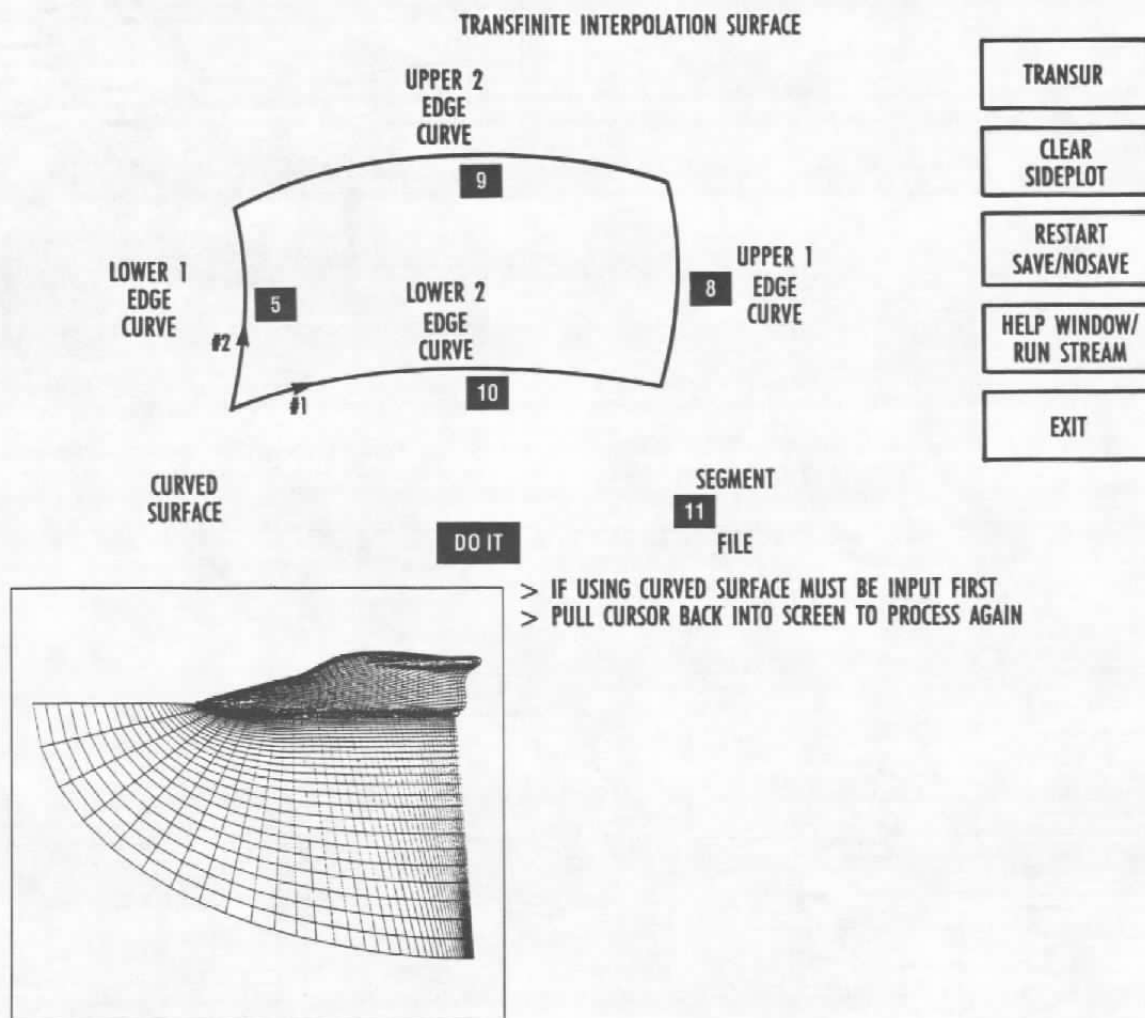 TRANSFINITE INTERPOLATION SURFACE
UPPER 2
EDGE
CURVE
9
LOWER 1
EDGE
CURVE
5
#2
LOWER 2
EDGE
CURVE
10
#1
8
UPPER 1
EDGE
CURVE
CURVED
SURFACE
DO IT
SEGMENT
11
FILE
> IF USING CURVED SURFACE MUST BE INPUT FIRST
> PULL CURSOR BACK INTO SCREEN TO PROCESS AGAIN
TRANSUR
CLEAR
SIDEPLOT
RESTART
SAVE/NOSAVE
HELP WINDOW/
RUN STREAM
EXIT